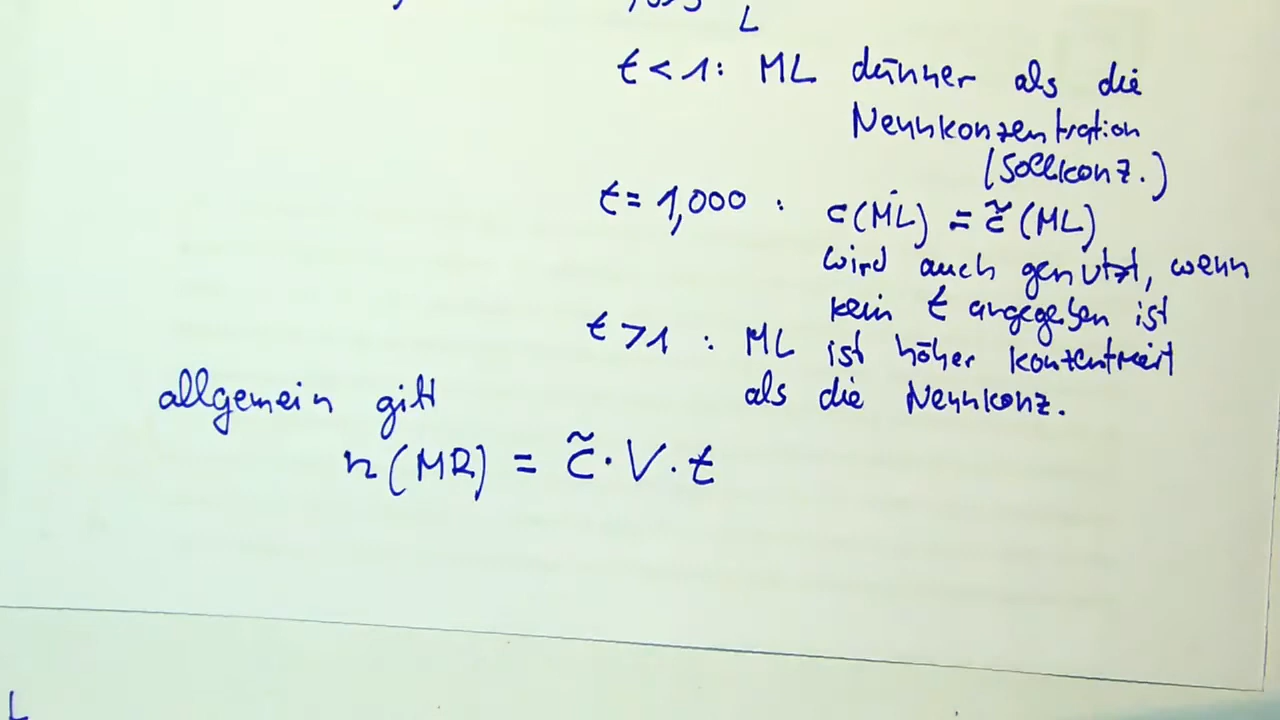 L
t < 1: ML dünner als die
Nennkonzentration
(Sollkonz.)
t = 1,000 : c(ML) = c̃(ML)
wird auch genutzt, wenn
kein t angegeben ist
t > 1 : ML ist höher konzentriert
als die Nennkonz.
allgemein gilt
n(MR) = c̃ · V · t
L